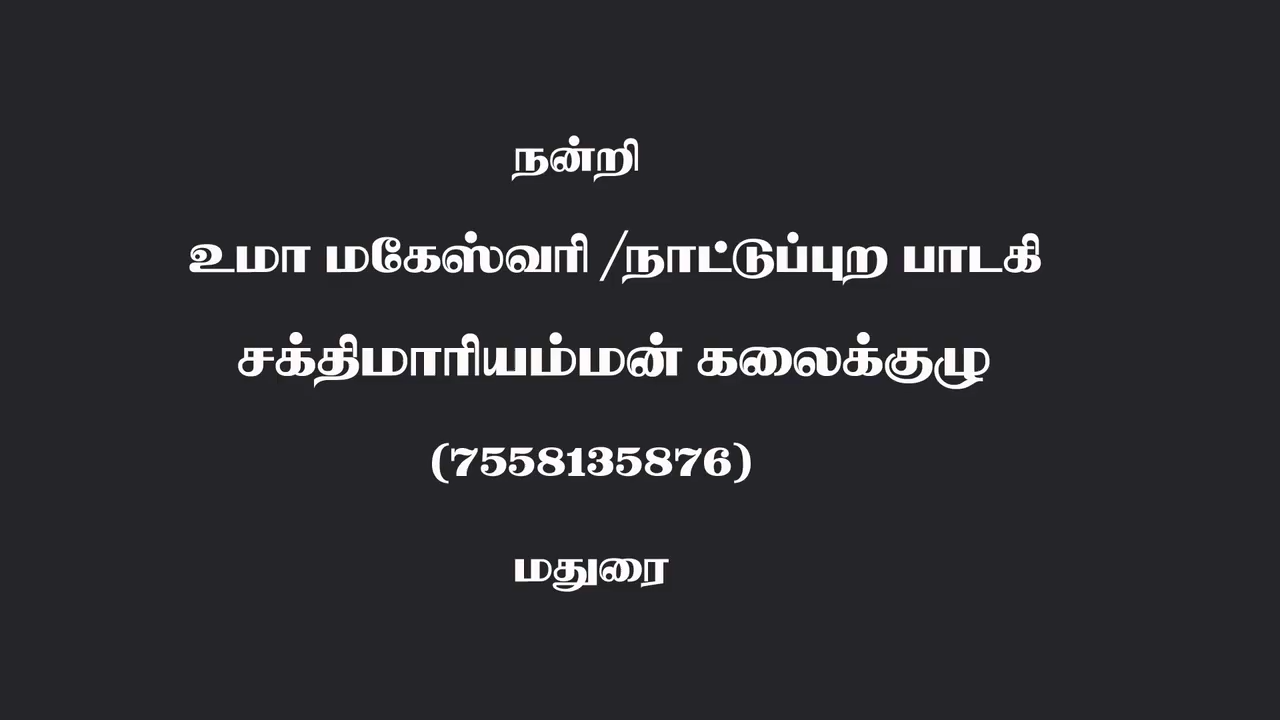 நன்றி
உமா மகேஸ்வரி /நாட்டுப்புற பாடகி
சக்திமாரியம்மன் கலைக்குழு
(7558135876)
மதுரை